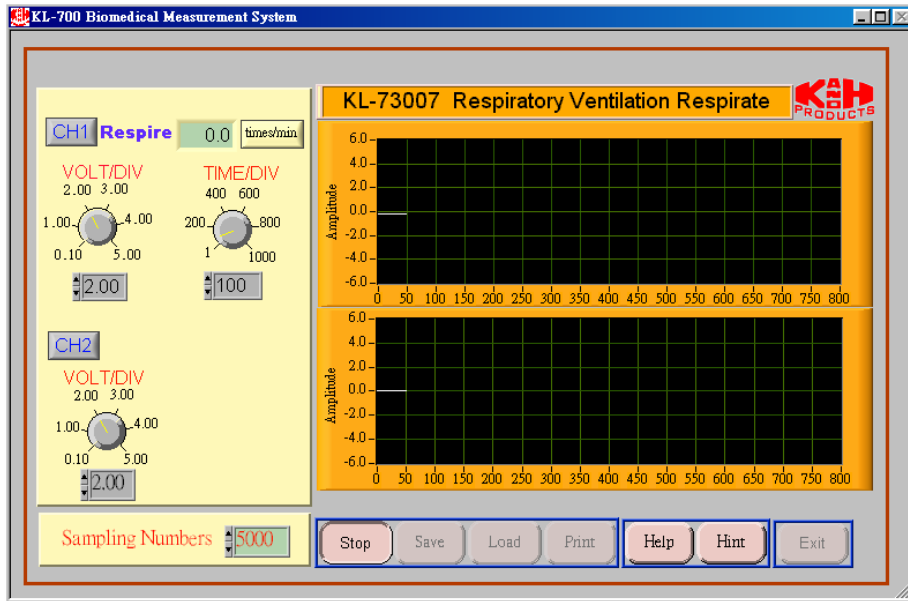 KL-700 Biomedical Measurement System
KL-73007 Respiratory Ventilation Respirate
K AND H
PRODUCTS
CH1 Respire 0.0 times/min
VOLT/DIV
2.00 3.00
1.00 4.00
0.10 5.00
2.00
TIME/DIV
400 600
200 800
1 1000
100
CH2
VOLT/DIV
2.00 3.00
1.00 4.00
0.10 5.00
2.00
Amplitude
6.0
4.0
2.0
0.0
-2.0
-4.0
-6.0
0 50 100 150 200 250 300 350 400 450 500 550 600 650 700 750 800
Amplitude
6.0
4.0
2.0
0.0
-2.0
-4.0
-6.0
0 50 100 150 200 250 300 350 400 450 500 550 600 650 700 750 800
Sampling Numbers 5000
Stop Save Load Print Help Hint Exit